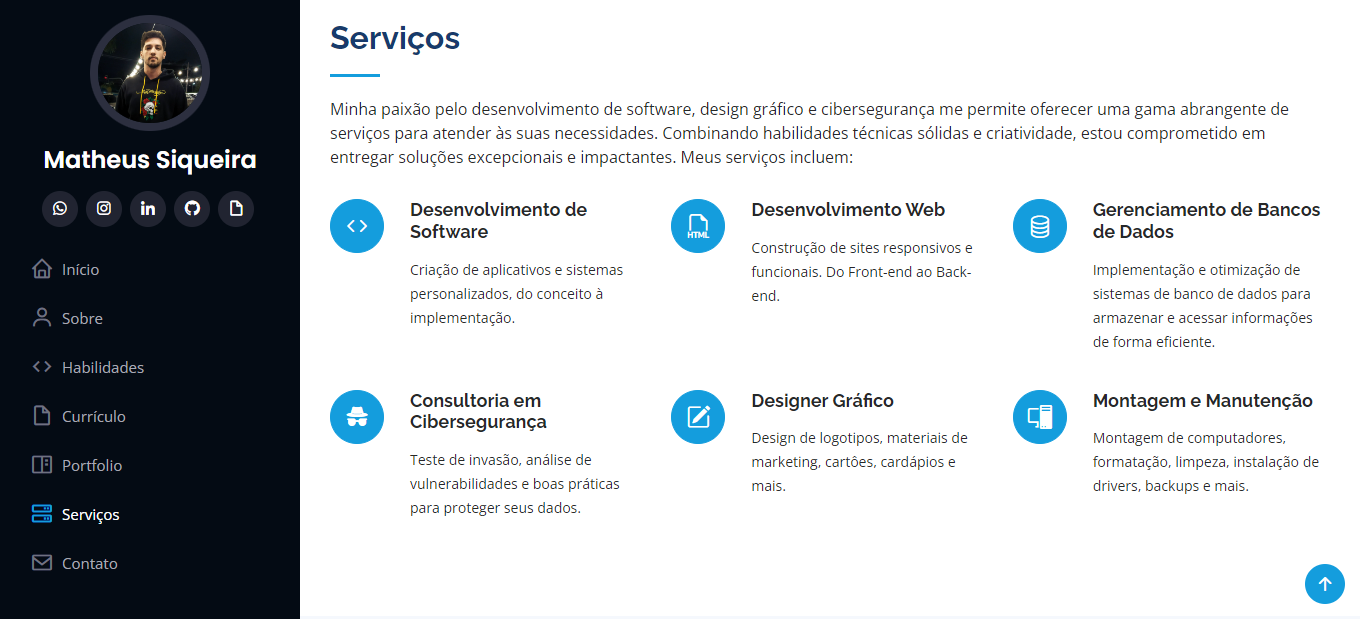 Matheus Siqueira
Início
Sobre
Habilidades
Currículo
Portfolio
Serviços
Contato
Serviços
Minha paixão pelo desenvolvimento de software, design gráfico e cibersegurança me permite oferecer uma gama abrangente de
serviços para atender às suas necessidades. Combinando habilidades técnicas sólidas e criatividade, estou comprometido em
entregar soluções excepcionais e impactantes. Meus serviços incluem:
Desenvolvimento de
Software
Criação de aplicativos e sistemas
personalizados, do conceito à
implementação.
HTML
Desenvolvimento Web
Construção de sites responsivos e
funcionais. Do Front-end ao Back-
end.
Gerenciamento de Bancos
de Dados
Implementação e otimização de
sistemas de banco de dados para
armazenar e acessar informações
de forma eficiente.
Consultoria em
Cibersegurança
Teste de invasão, análise de
vulnerabilidades e boas práticas
para proteger seus dados.
Designer Gráfico
Design de logotipos, materiais de
marketing, cartões, cardápios e
mais.
Montagem e Manutenção
Montagem de computadores,
formatação, limpeza, instalação de
drivers, backups e mais.